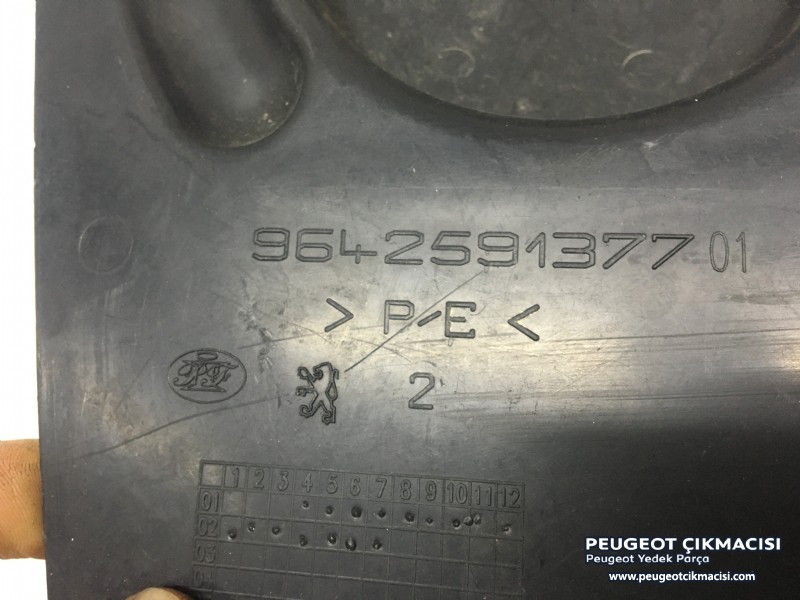 9642591377 01
> P-E <
2
1 2 3 4 5 6 7 8 9 10 11 12
01
02
03
PEUGEOT ÇIKMACISI
Peugeot Yedek Parça
www.peugeotcikmacisi.com